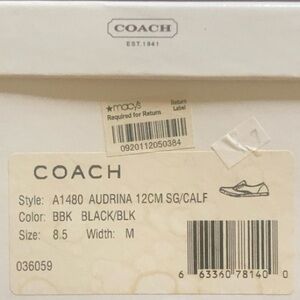 COACH
EST.1941
★macy's
Return Label
Required for Return
0920112050384
COACH
Style: A1480 AUDRINA 12CM SG/CALF
Color: BBK BLACK/BLK
Size: 8.5 Width: M
036059
6 63360 78140 0